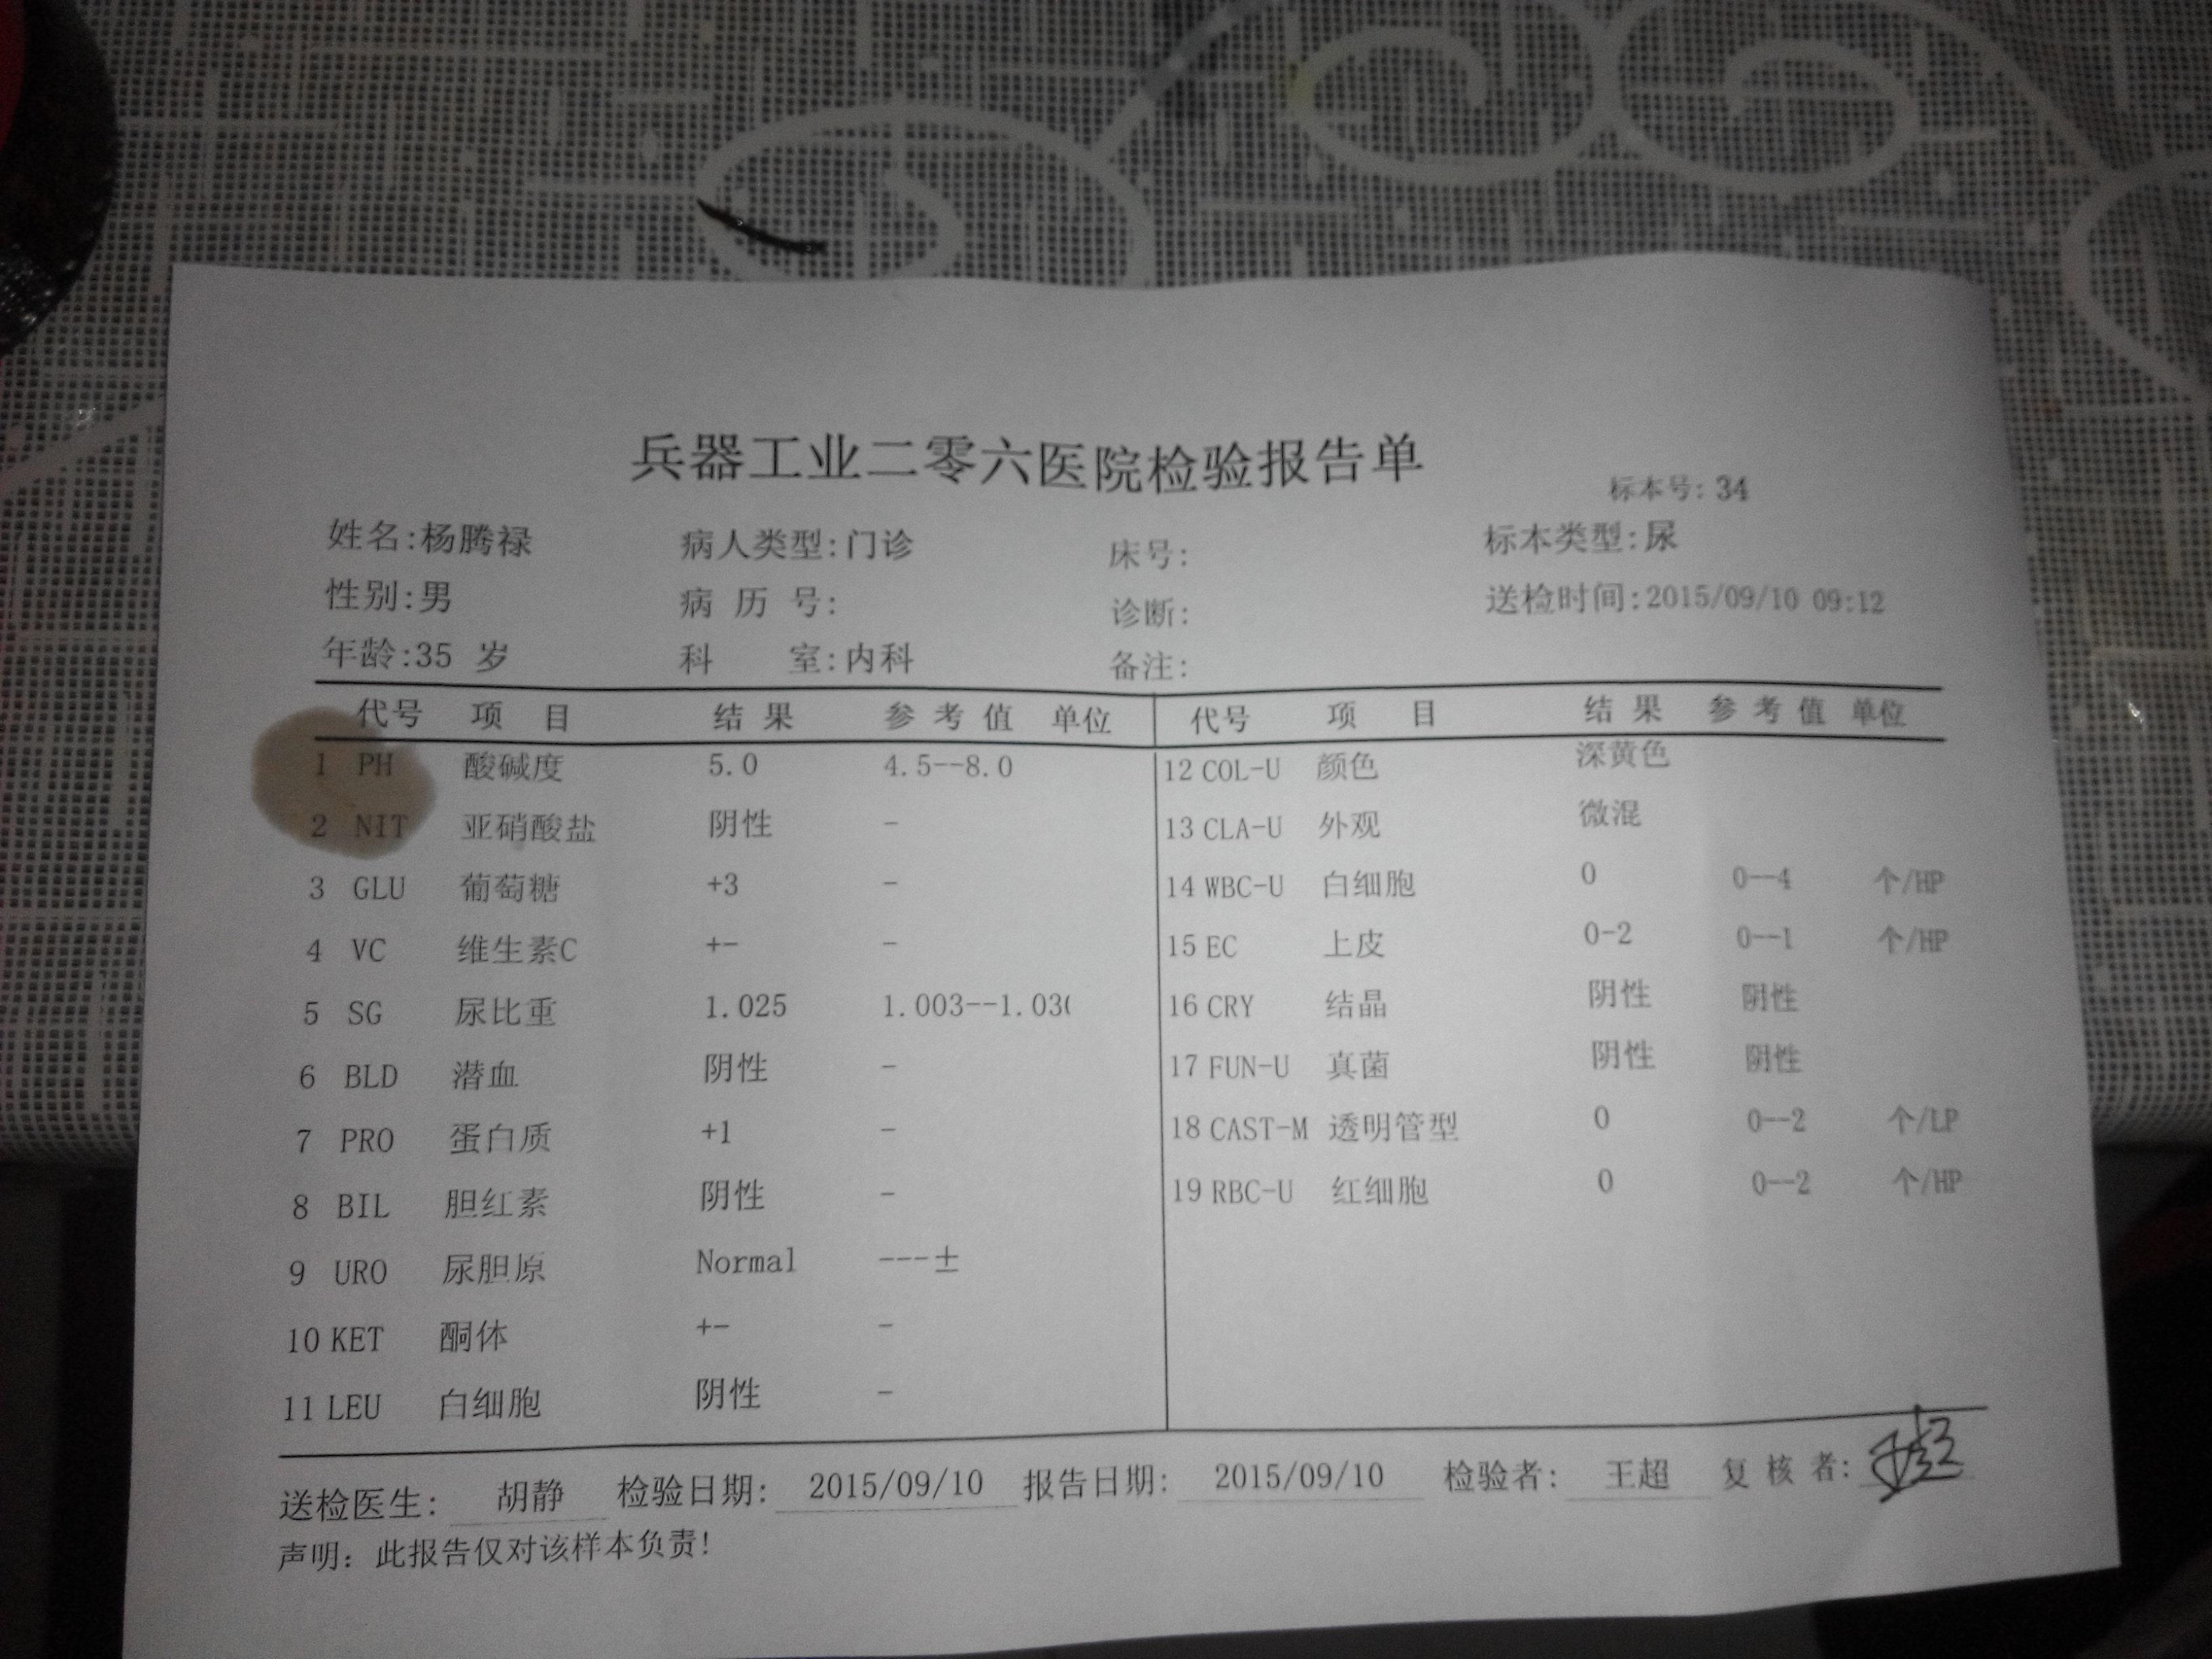 兵器工业二零六医院检验报告单
标本号: 34
姓名:杨腾禄 病人类型:门诊 床号: 标本类型:尿
性别:男 病 历 号: 诊断: 送检时间:2015/09/10 09:12
年龄:35 岁 科 室:内科 备注:
代号 项 目 结 果 参 考 值 单位 代号 项 目 结 果 参 考 值 单位
1 PH 酸碱度 5.0 4.5--8.0 12 COL-U 颜色 深黄色
2 NIT 亚硝酸盐 阴性 - 13 CLA-U 外观 微混
3 GLU 葡萄糖 +3 - 14 WBC-U 白细胞 0 0--4 个/HP
4 VC 维生素C +- - 15 EC 上皮 0-2 0--1 个/HP
5 SG 尿比重 1.025 1.003--1.03 16 CRY 结晶 阴性 阴性
6 BLD 潜血 阴性 - 17 FUN-U 真菌 阴性 阴性
7 PRO 蛋白质 +1 - 18 CAST-M 透明管型 0 0--2 个/LP
8 BIL 胆红素 阴性 - 19 RBC-U 红细胞 0 0--2 个/HP
9 URO 尿胆原 Normal ---±
10 KET 酮体 +- -
11 LEU 白细胞 阴性 -
送检医生: 胡静 检验日期: 2015/09/10 报告日期: 2015/09/10 检验者: 王超 复 核 者:
声明: 此报告仅对该样本负责!